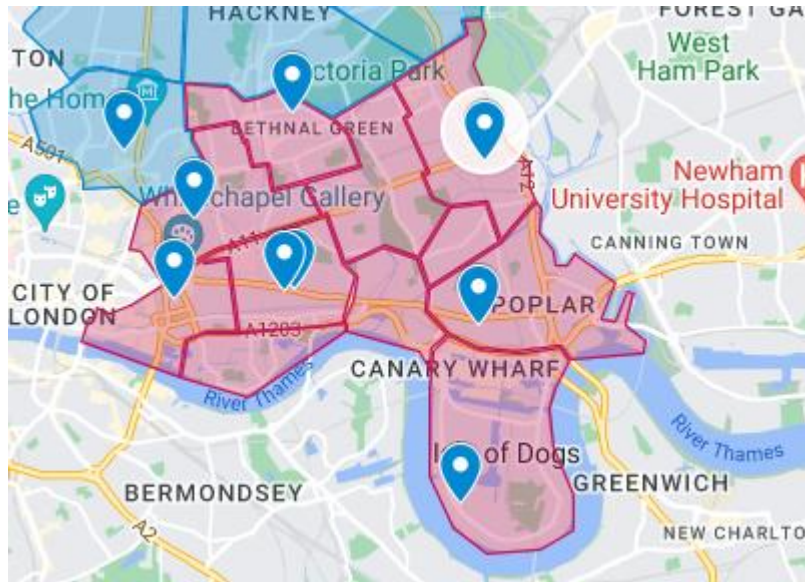 HACKNEY
FOREST GA
TON
ctoria Park
West
Ham Park
he Hom
M
BETHNAL GREEN
A501
A12
Newham
University Hospital
H
Wh
chapel Gallery
A11
CANNING TOWN
CITY OF
LONDON
POPLAR
A1203
CANARY WHARF
River Thames
River Thames
of Dogs
BERMONDSEY
GREENWICH
A2
NEW CHARLTO